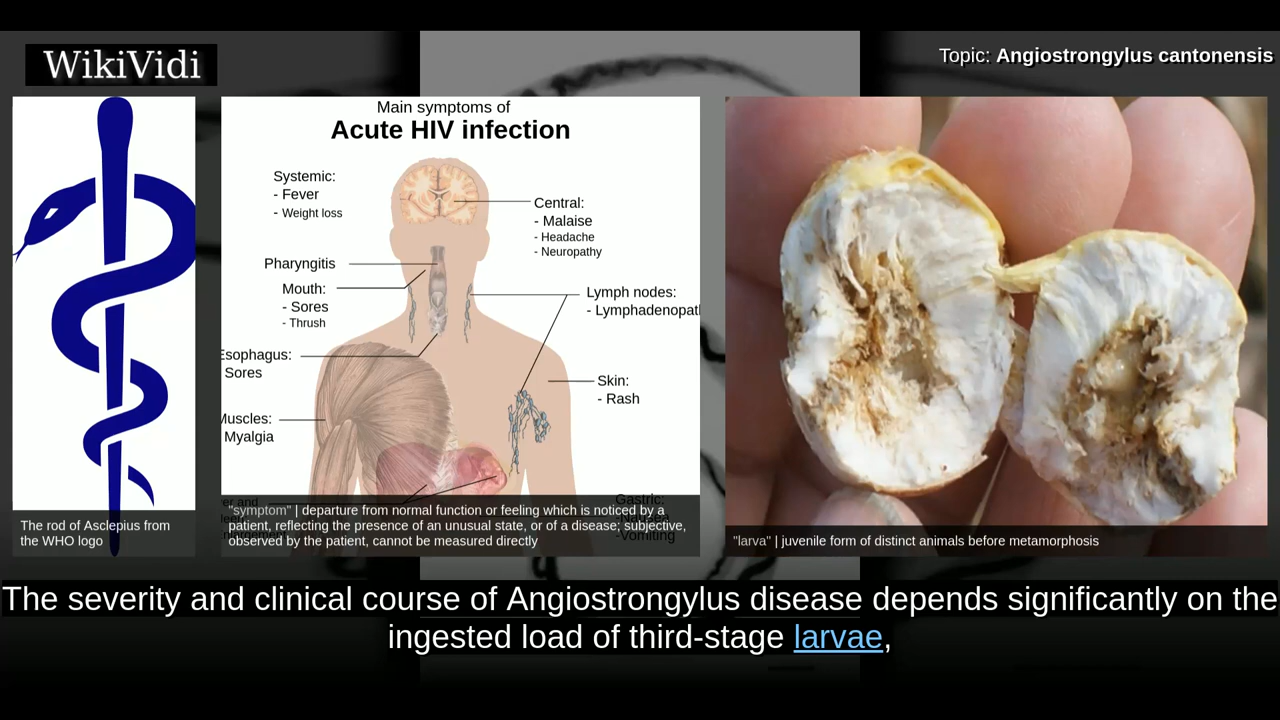 WikiVidi
Topic: Angiostrongylus cantonensis
Main symptoms of
Acute HIV infection
Systemic:
- Fever
- Weight loss
Central:
- Malaise
- Headache
- Neuropathy
Pharyngitis
Mouth:
- Sores
- Thrush
Lymph nodes:
- Lymphadenopath
Esophagus:
Sores
Skin:
- Rash
Muscles:
Myalgia
Gastric:
-Vomiting
The rod of Asclepius from
the WHO logo
"symptom" | departure from normal function or feeling which is noticed by a
patient, reflecting the presence of an unusual state, or of a disease; subjective,
observed by the patient, cannot be measured directly
"larva" | juvenile form of distinct animals before metamorphosis
The severity and clinical course of Angiostrongylus disease depends significantly on the
ingested load of third-stage larvae,